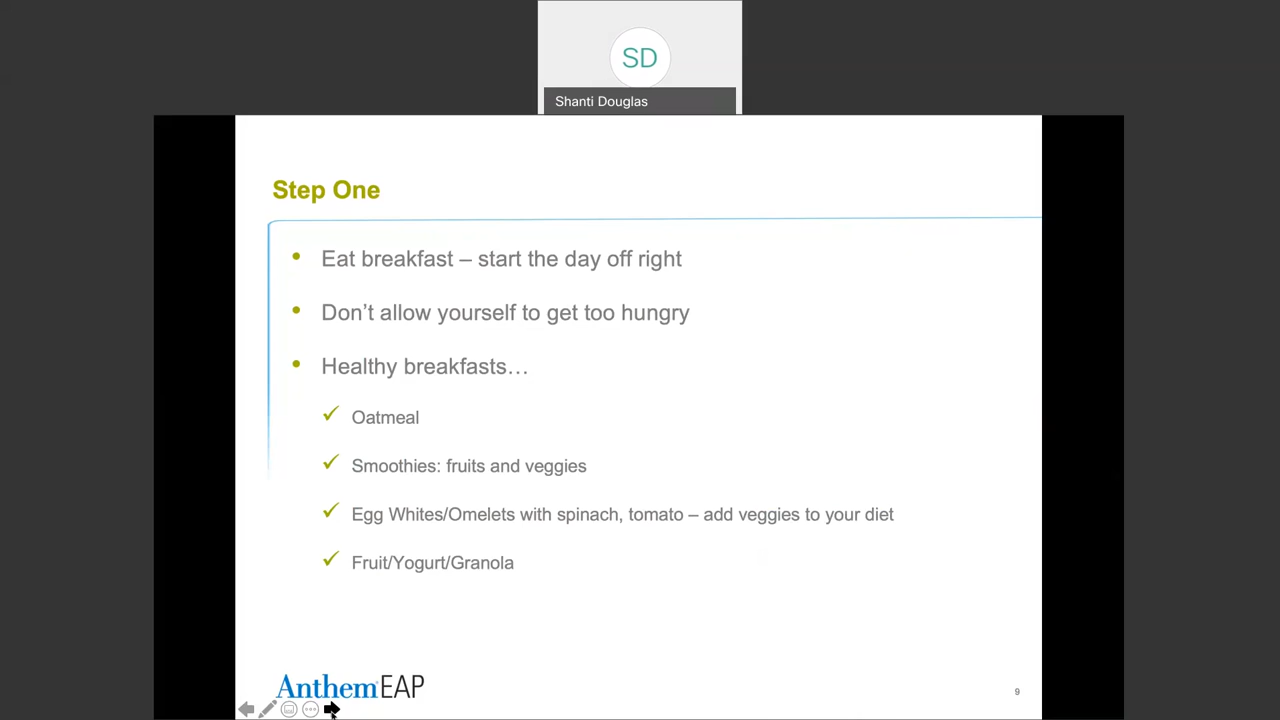 SD
Shanti Douglas
Step One
• Eat breakfast – start the day off right
• Don’t allow yourself to get too hungry
• Healthy breakfasts…
✓ Oatmeal
✓ Smoothies: fruits and veggies
✓ Egg Whites/Omelets with spinach, tomato – add veggies to your diet
✓ Fruit/Yogurt/Granola
Anthem EAP
9